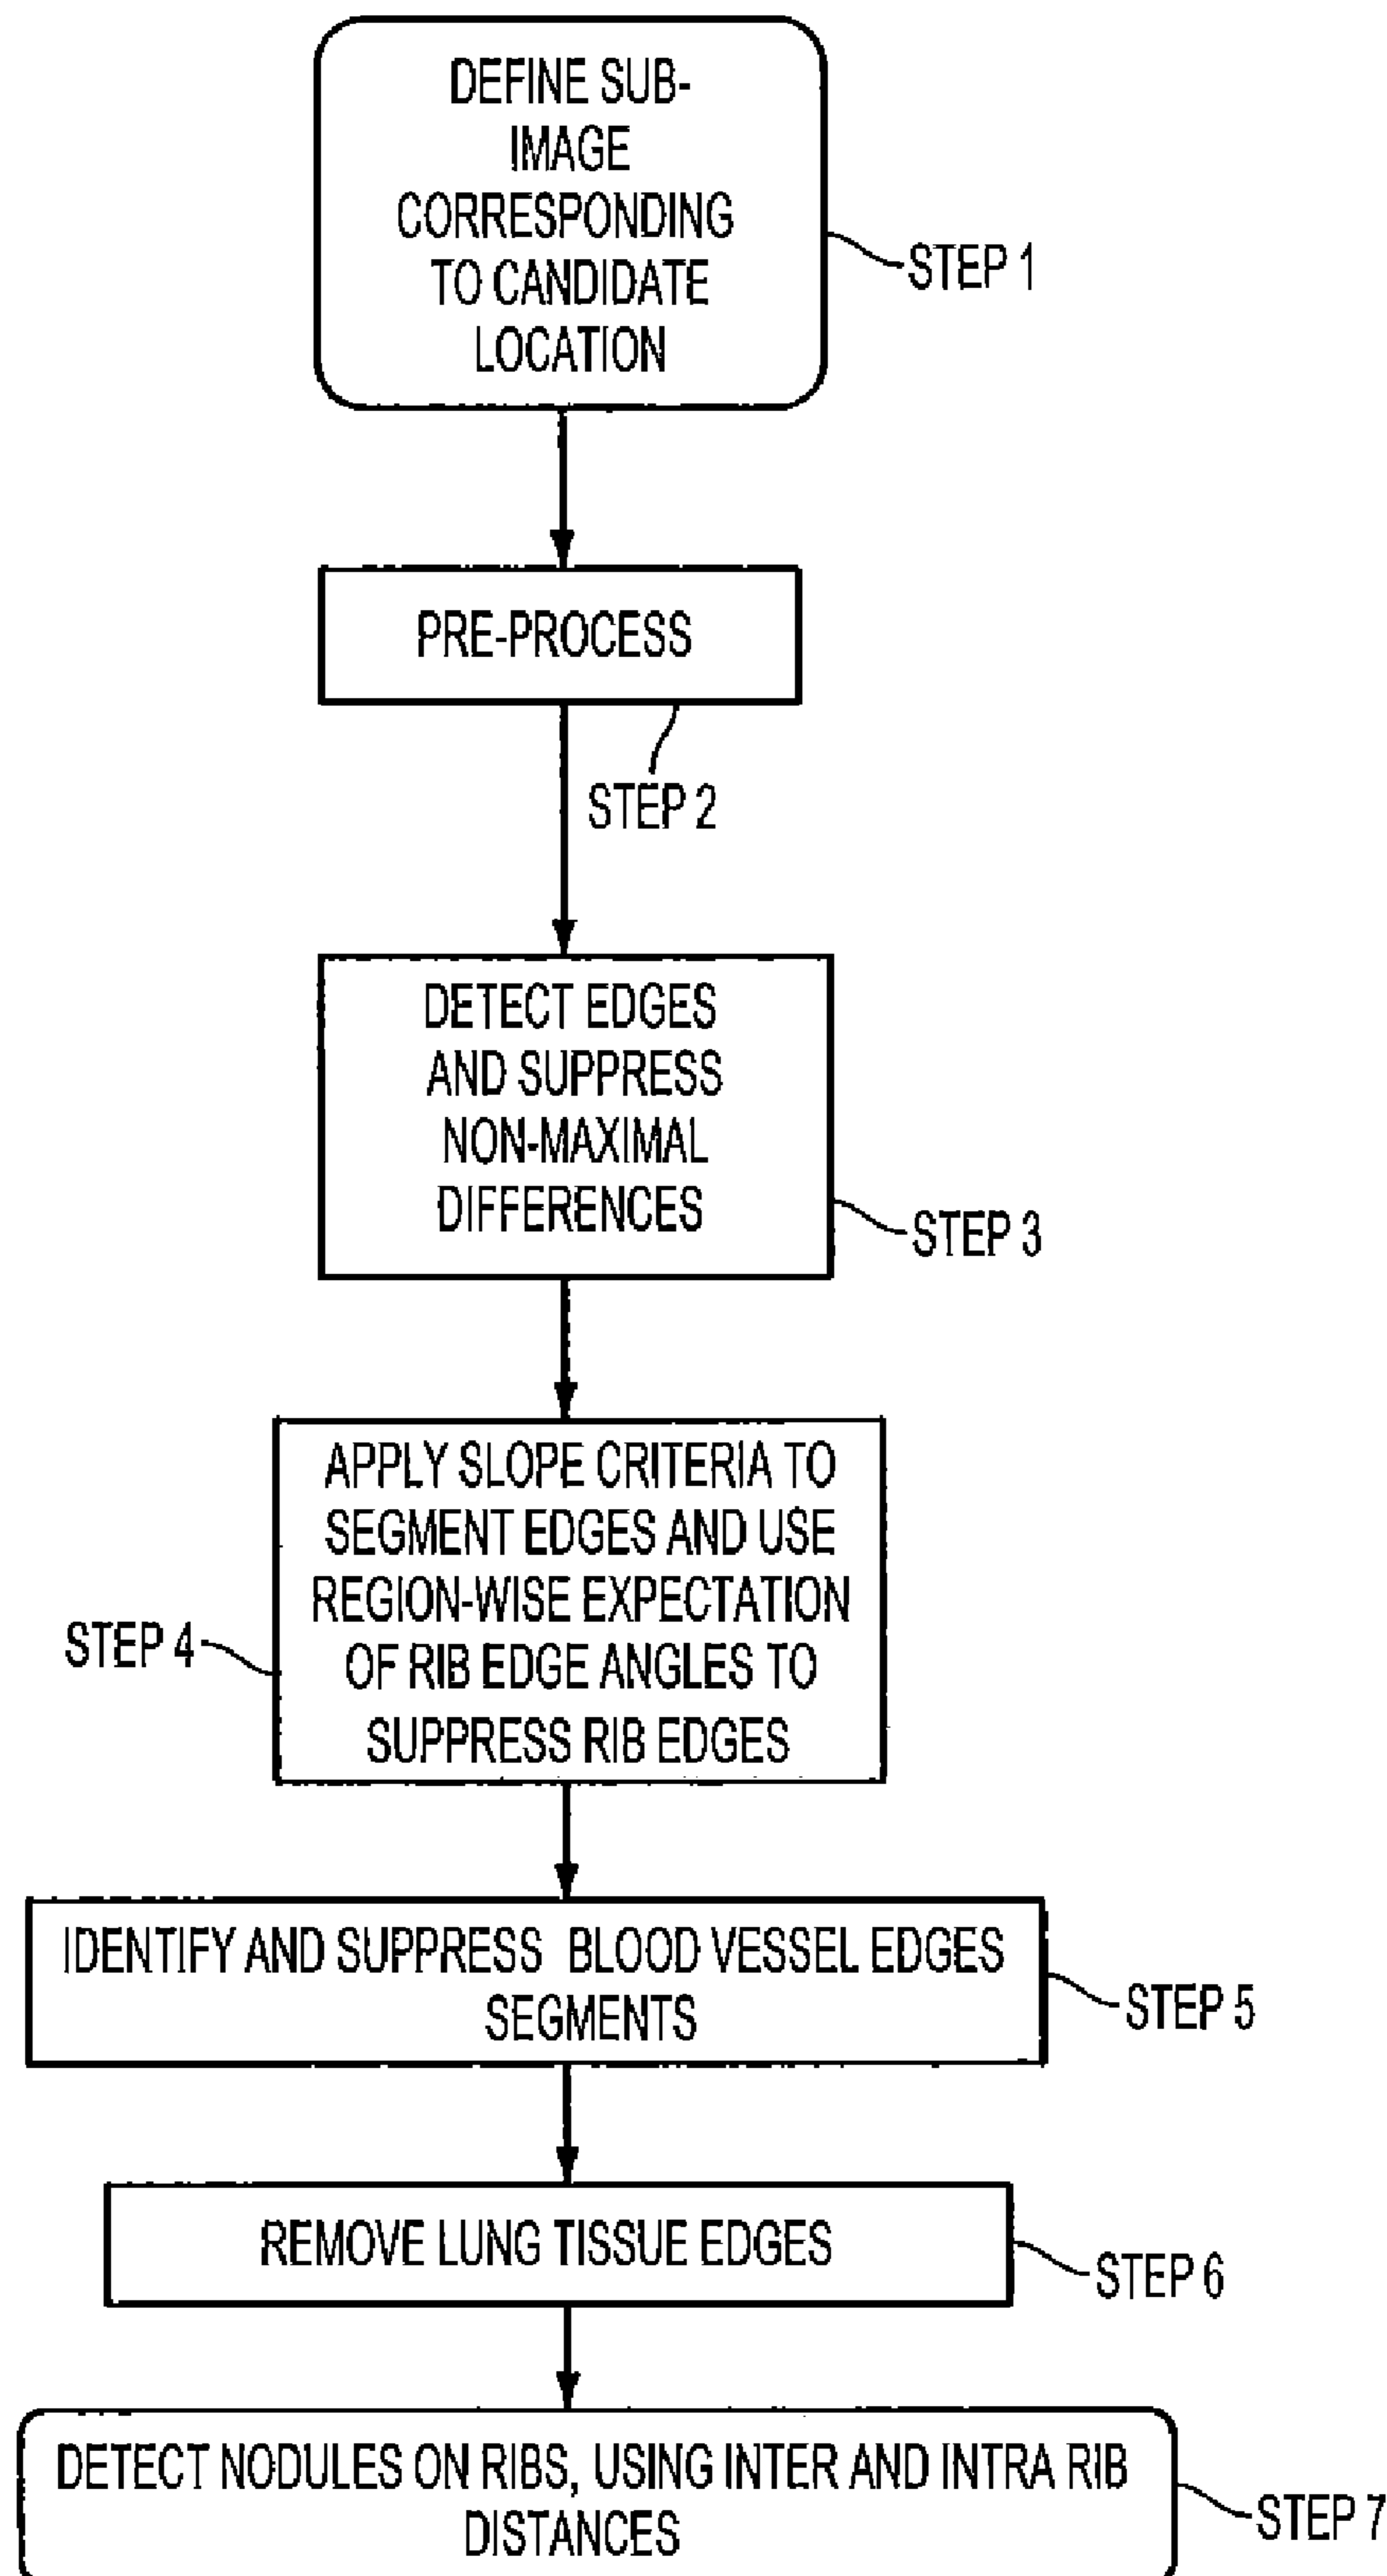 DEFINE SUB-
IMAGE
CORRESPONDING
TO CANDIDATE
LOCATION
STEP 1
PRE-PROCESS
STEP 2
DETECT EDGES
AND SUPPRESS
NON-MAXIMAL
DIFFERENCES
STEP 3
APPLY SLOPE CRITERIA TO
SEGMENT EDGES AND USE
REGION-WISE EXPECTATION
OF RIB EDGE ANGLES TO
SUPPRESS RIB EDGES
STEP 4
IDENTIFY AND SUPPRESS BLOOD VESSEL EDGES
SEGMENTS
STEP 5
REMOVE LUNG TISSUE EDGES
STEP 6
DETECT NODULES ON RIBS, USING INTER AND INTRA RIB
DISTANCES
STEP 7